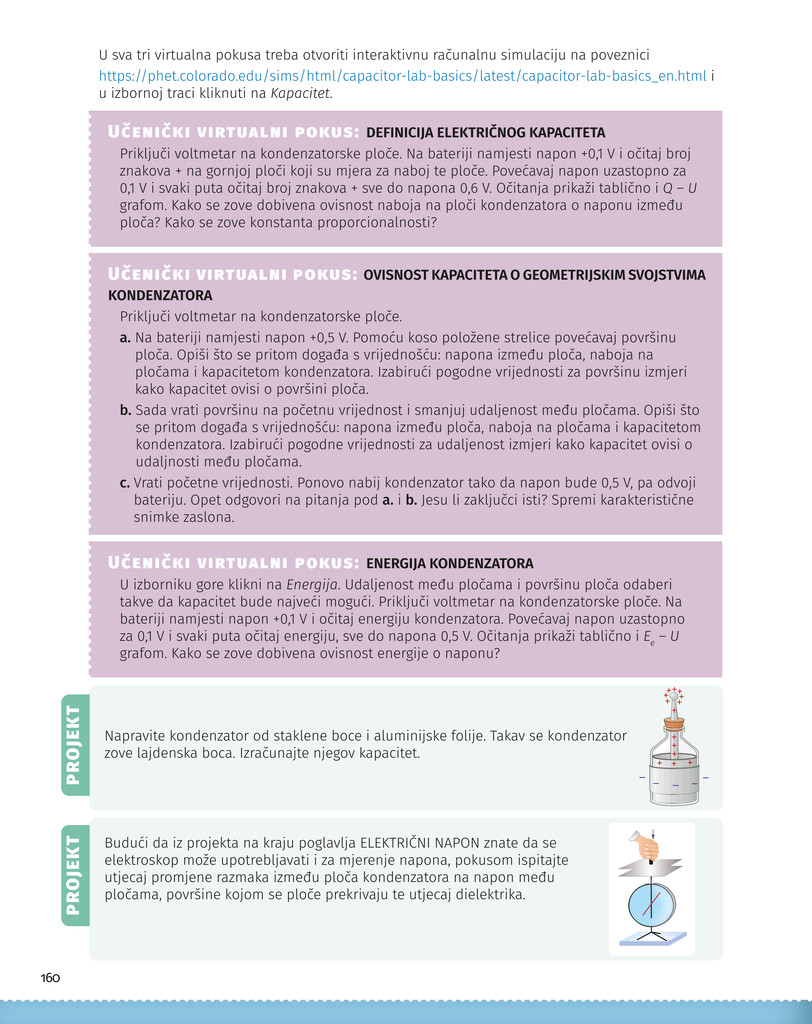 U sva tri virtualna pokusa treba otvoriti interaktivnu računalnu simulaciju na poveznici
https://phet.colorado.edu/sims/html/capacitor-lab-basics/latest/capacitor-lab-basics_en.html i
u izbornoj traci kliknuti na Kapacitet.
UČENIČKI VIRTUALNI POKUS: DEFINICIJA ELEKTRIČNOG KAPACITETA
Priključi voltmetar na kondenzatorske ploče. Na bateriji namjesti napon +0,1 V i očitaj broj
znakova + na gornjoj ploči koji su mjera za naboj te ploče. Povećavaj napon uzastopno za
0,1 V i svaki puta očitaj broj znakova + sve do napona 0,6 V. Očitanja prikaži tablično i Q – U
grafom. Kako se zove dobivena ovisnost naboja na ploči kondenzatora o naponu između
ploča? Kako se zove konstanta proporcionalnosti?
UČENIČKI VIRTUALNI POKUS: OVISNOST KAPACITETA O GEOMETRIJSKIM SVOJSTVIMA
KONDENZATORA
Priključi voltmetar na kondenzatorske ploče.
a. Na bateriji namjesti napon +0,5 V. Pomoću koso položene strelice povećavaj površinu
ploča. Opiši što se pritom događa s vrijednošću: napona između ploča, naboja na
pločama i kapacitetom kondenzatora. Izabirući pogodne vrijednosti za površinu izmjeri
kako kapacitet ovisi o površini ploča.
b. Sada vrati površinu na početnu vrijednost i smanjuj udaljenost među pločama. Opiši što
se pritom događa s vrijednošću: napona između ploča, naboja na pločama i kapacitetom
kondenzatora. Izabirući pogodne vrijednosti za udaljenost izmjeri kako kapacitet ovisi o
udaljnosti među pločama.
c. Vrati početne vrijednosti. Ponovo nabij kondenzator tako da napon bude 0,5 V, pa odvoji
bateriju. Opet odgovori na pitanja pod a. i b. Jesu li zaključci isti? Spremi karakteristične
snimke zaslona.
UČENIČKI VIRTUALNI POKUS: ENERGIJA KONDENZATORA
U izborniku gore klikni na Energija. Udaljenost među pločama i površinu ploča odaberi
takve da kapacitet bude najveći mogući. Priključi voltmetar na kondenzatorske ploče. Na
bateriji namjesti napon +0,1 V i očitaj energiju kondenzatora. Povećavaj napon uzastopno
za 0,1 V i svaki puta očitaj energiju, sve do napona 0,5 V. Očitanja prikaži tablično i Eₑ – U
grafom. Kako se zove dobivena ovisnost energije o naponu?
PROJEKT
Napravite kondenzator od staklene boce i aluminijske folije. Takav se kondenzator
zove lajdenska boca. Izračunajte njegov kapacitet.
PROJEKT
Budući da iz projekta na kraju poglavlja ELEKTRIČNI NAPON znate da se
elektroskop može upotrebljavati i za mjerenje napona, pokusom ispitajte
utjecaj promjene razmaka između ploča kondenzatora na napon među
pločama, površine kojom se ploče prekrivaju te utjecaj dielektrika.
160